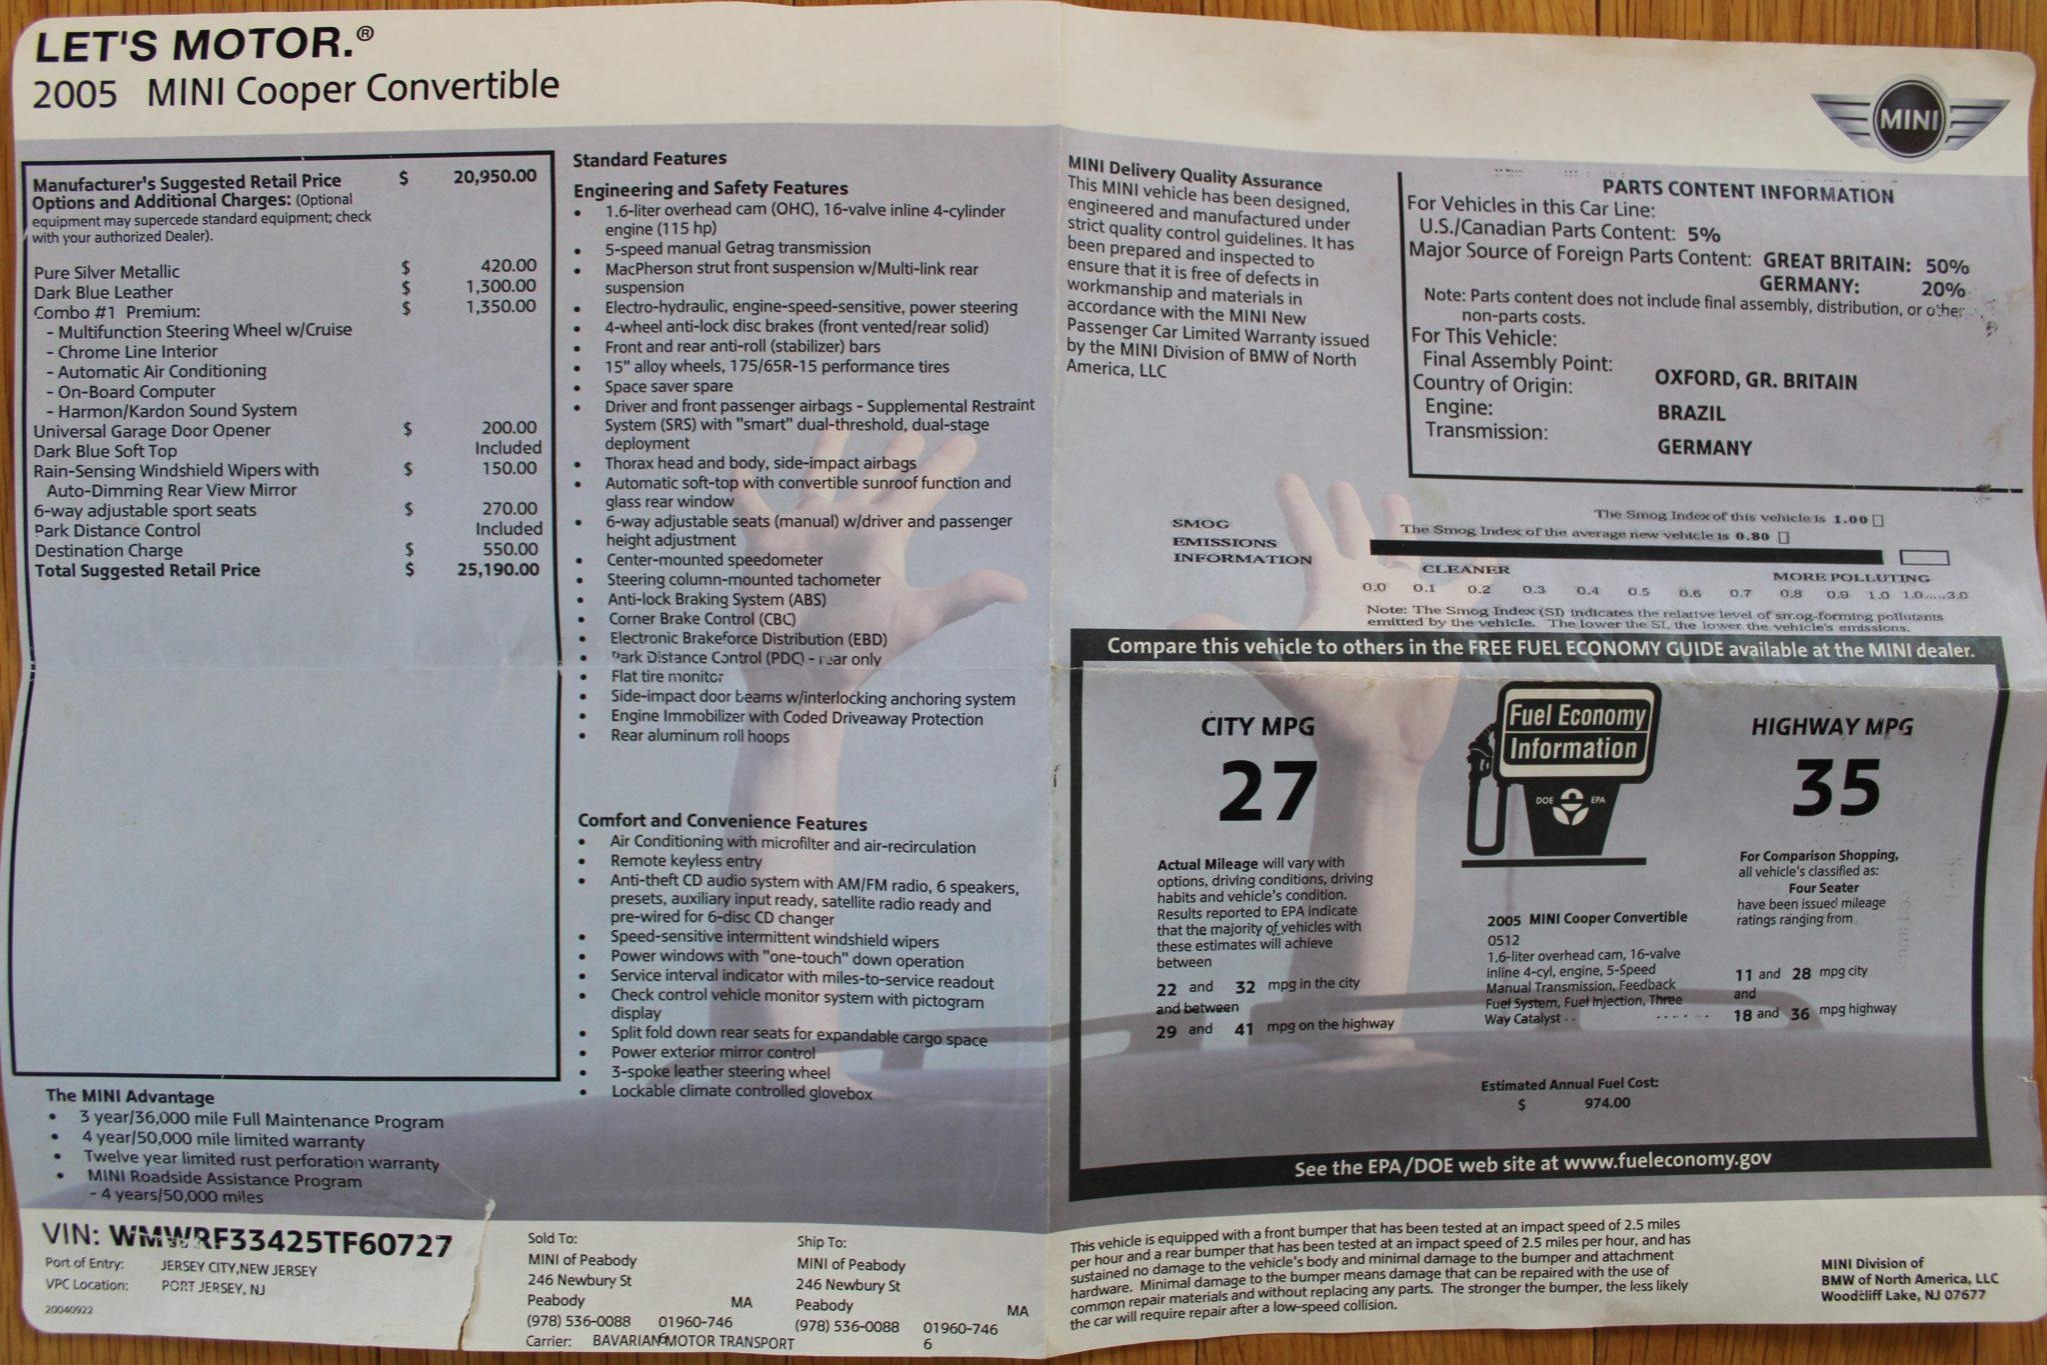 LET'S MOTOR.®
2005 MINI Cooper Convertible
MINI
Manufacturer's Suggested Retail Price $ 20,950.00
Options and Additional Charges: (Optional
equipment may supercede standard equipment; check
with your authorized Dealer).
Pure Silver Metallic $ 420.00
Dark Blue Leather $ 1,300.00
Combo #1 Premium: $ 1,350.00
- Multifunction Steering Wheel w/Cruise
- Chrome Line Interior
- Automatic Air Conditioning
- On-Board Computer
- Harmon/Kardon Sound System
Universal Garage Door Opener $ 200.00
Dark Blue Soft Top Included
Rain-Sensing Windshield Wipers with $ 150.00
Auto-Dimming Rear View Mirror
6-way adjustable sport seats $ 270.00
Park Distance Control Included
Destination Charge $ 550.00
Total Suggested Retail Price $ 25,190.00
The MINI Advantage
• 3 year/36,000 mile Full Maintenance Program
• 4 year/50,000 mile limited warranty
• Twelve year limited rust perforation warranty
• MINI Roadside Assistance Program
- 4 years/50,000 miles
Standard Features
Engineering and Safety Features
• 1.6-liter overhead cam (OHC), 16-valve inline 4-cylinder
engine (115 hp)
• 5-speed manual Getrag transmission
• MacPherson strut front suspension w/Multi-link rear
suspension
• Electro-hydraulic, engine-speed-sensitive, power steering
• 4-wheel anti-lock disc brakes (front vented/rear solid)
• Front and rear anti-roll (stabilizer) bars
• 15" alloy wheels, 175/65R-15 performance tires
• Space saver spare
• Driver and front passenger airbags - Supplemental Restraint
System (SRS) with "smart" dual-threshold, dual-stage
deployment
• Thorax head and body, side-impact airbags
• Automatic soft-top with convertible sunroof function and
glass rear window
• 6-way adjustable seats (manual) w/driver and passenger
height adjustment
• Center-mounted speedometer
• Steering column-mounted tachometer
• Anti-lock Braking System (ABS)
• Corner Brake Control (CBC)
• Electronic Brakeforce Distribution (EBD)
• Park Distance Control (PDC) - rear only
• Flat tire monitor
• Side-impact door beams w/interlocking anchoring system
• Engine Immobilizer with Coded Driveaway Protection
• Rear aluminum roll hoops
Comfort and Convenience Features
• Air Conditioning with microfilter and air-recirculation
• Remote keyless entry
• Anti-theft CD audio system with AM/FM radio, 6 speakers,
presets, auxiliary input ready, satellite radio ready and
pre-wired for 6-disc CD changer
• Speed-sensitive intermittent windshield wipers
• Power windows with "one-touch" down operation
• Service interval indicator with miles-to-service readout
• Check control vehicle monitor system with pictogram
display
• Split fold down rear seats for expandable cargo space
• Power exterior mirror control
• 3-spoke leather steering wheel
• Lockable climate controlled glovebox
MINI Delivery Quality Assurance
This MINI vehicle has been designed,
engineered and manufactured under
strict quality control guidelines. It has
been prepared and inspected to
ensure that it is free of defects in
workmanship and materials in
accordance with the MINI New
Passenger Car Limited Warranty issued
by the MINI Division of BMW of North
America, LLC
PARTS CONTENT INFORMATION
For Vehicles in this Car Line:
U.S./Canadian Parts Content: 5%
Major Source of Foreign Parts Content: GREAT BRITAIN: 50%
GERMANY: 20%
Note: Parts content does not include final assembly, distribution, or other
non-parts costs.
For This Vehicle:
Final Assembly Point: OXFORD, GR. BRITAIN
Country of Origin:
Engine: BRAZIL
Transmission: GERMANY
SMOG
EMISSIONS
INFORMATION
The Smog Index of this vehicle is 1.00
The Smog Index of the average new vehicle is 0.80
CLEANER MORE POLLUTING
0.0 0.1 0.2 0.3 0.4 0.5 0.6 0.7 0.8 0.9 1.0 1.0.....3.0
Note: The Smog Index (SI) indicates the relative level of smog-forming pollutants
emitted by the vehicle. The lower the SI, the lower the vehicle's emissions.
Compare this vehicle to others in the FREE FUEL ECONOMY GUIDE available at the MINI dealer.
CITY MPG
27
Fuel Economy
Information
DOE EPA
HIGHWAY MPG
35
Actual Mileage will vary with
options, driving conditions, driving
habits and vehicle's condition.
Results reported to EPA indicate
that the majority of vehicles with
these estimates will achieve
between
22 and 32 mpg in the city
and between
29 and 41 mpg on the highway
2005 MINI Cooper Convertible
0512
1.6-liter overhead cam, 16-valve
inline 4-cyl, engine, 5-Speed
Manual Transmission, Feedback
Fuel System, Fuel Injection, Three
Way Catalyst
Estimated Annual Fuel Cost:
$ 974.00
For Comparison Shopping,
all vehicle's classified as:
Four Seater
have been issued mileage
ratings ranging from
11 and 28 mpg city
and
18 and 36 mpg highway
See the EPA/DOE web site at www.fueleconomy.gov
VIN: WMWRF33425TF60727
Port of Entry: JERSEY CITY,NEW JERSEY
VPC Location: PORT JERSEY, NJ
20040922
Sold To:
MINI of Peabody
246 Newbury St
Peabody MA
(978) 536-0088 01960-746
6
Carrier: BAVARIAN MOTOR TRANSPORT
Ship To:
MINI of Peabody
246 Newbury St
Peabody MA
(978) 536-0088 01960-746
6
This vehicle is equipped with a front bumper that has been tested at an impact speed of 2.5 miles
per hour and a rear bumper that has been tested at an impact speed of 2.5 miles per hour, and has
sustained no damage to the vehicle's body and minimal damage to the bumper and attachment
hardware. Minimal damage to the bumper means damage that can be repaired with the use of
common repair materials and without replacing any parts. The stronger the bumper, the less likely
the car will require repair after a low-speed collision.
MINI Division of
BMW of North America, LLC
Woodcliff Lake, NJ 07677